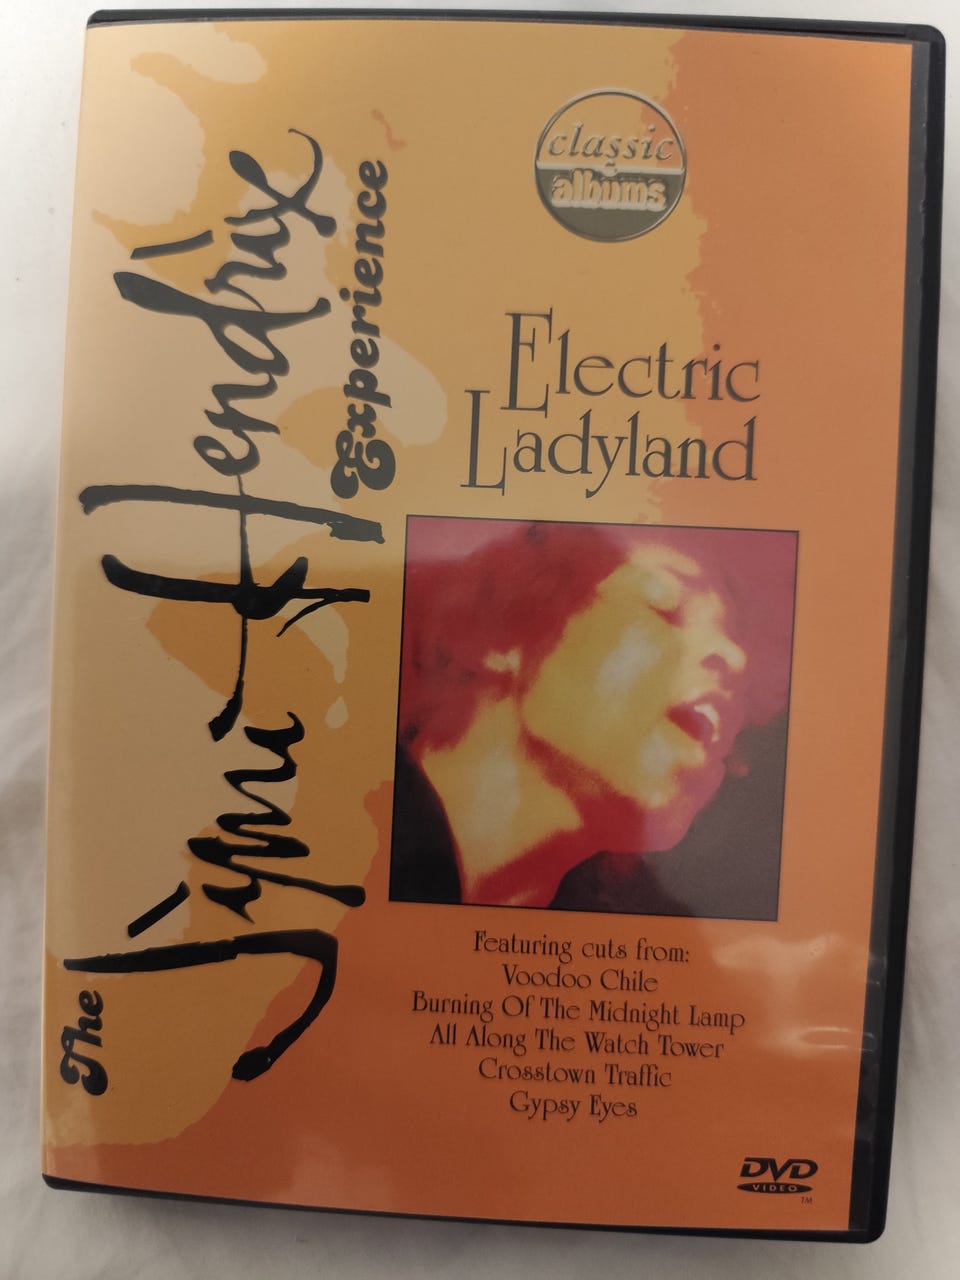 The Jimi Hendrix
Experience
classic
albums
Electric
Ladyland
Featuring cuts from:
Voodoo Chile
Burning Of The Midnight Lamp
All Along The Watch Tower
Crosstown Traffic
Gypsy Eyes
DVD
VIDEO
TM